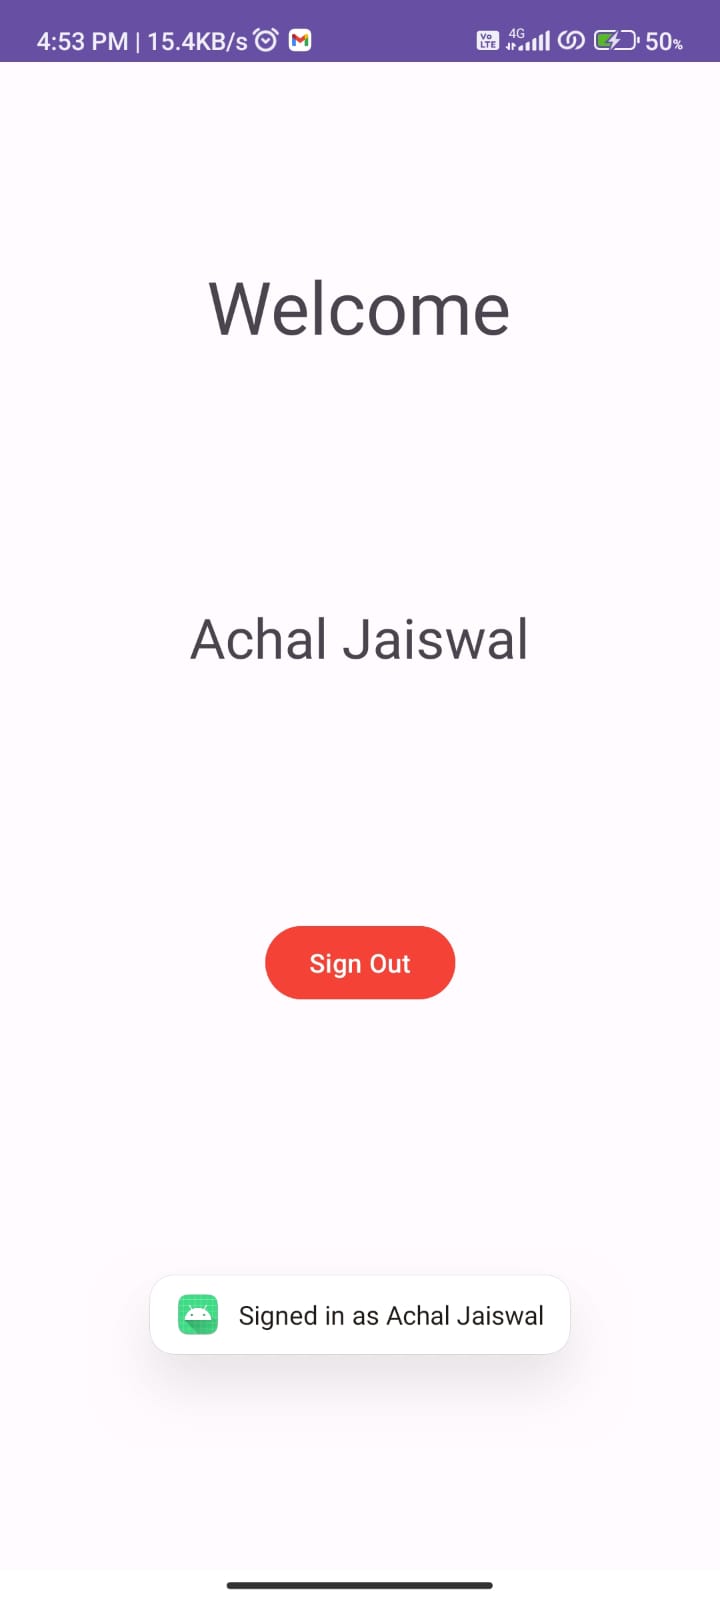 4:53 PM | 15.4KB/s Vo LTE 4G 50%
Welcome
Achal Jaiswal
Sign Out
Signed in as Achal Jaiswal